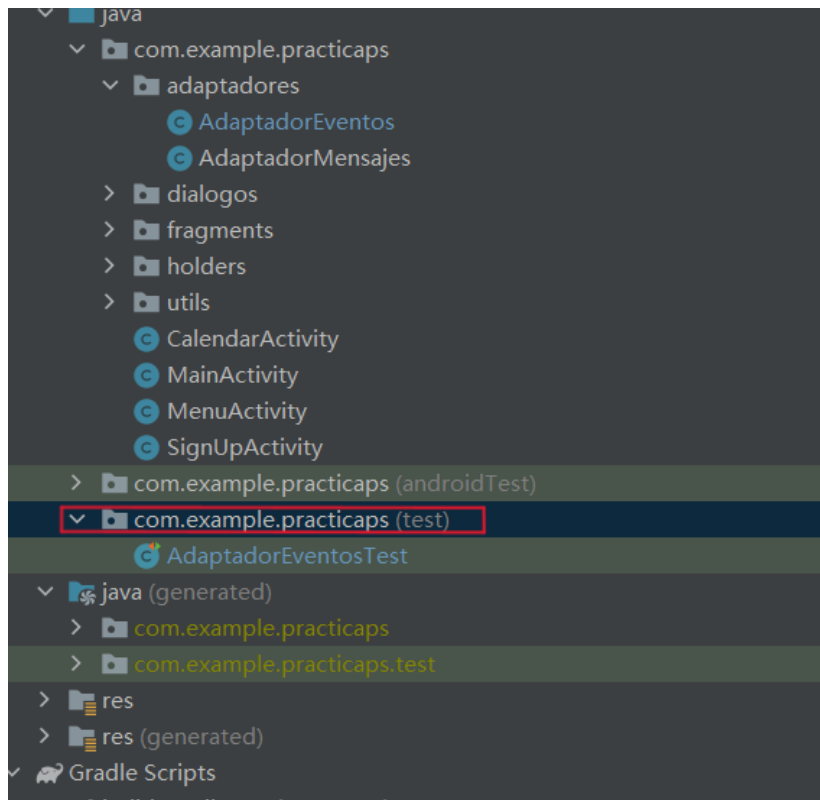 java
com.example.practicaps
adaptadores
AdaptadorEventos
AdaptadorMensajes
dialogos
fragments
holders
utils
CalendarActivity
MainActivity
MenuActivity
SignUpActivity
com.example.practicaps (androidTest)
com.example.practicaps (test)
AdaptadorEventosTest
java (generated)
com.example.practicaps
com.example.practicaps.test
res
res (generated)
Gradle Scripts